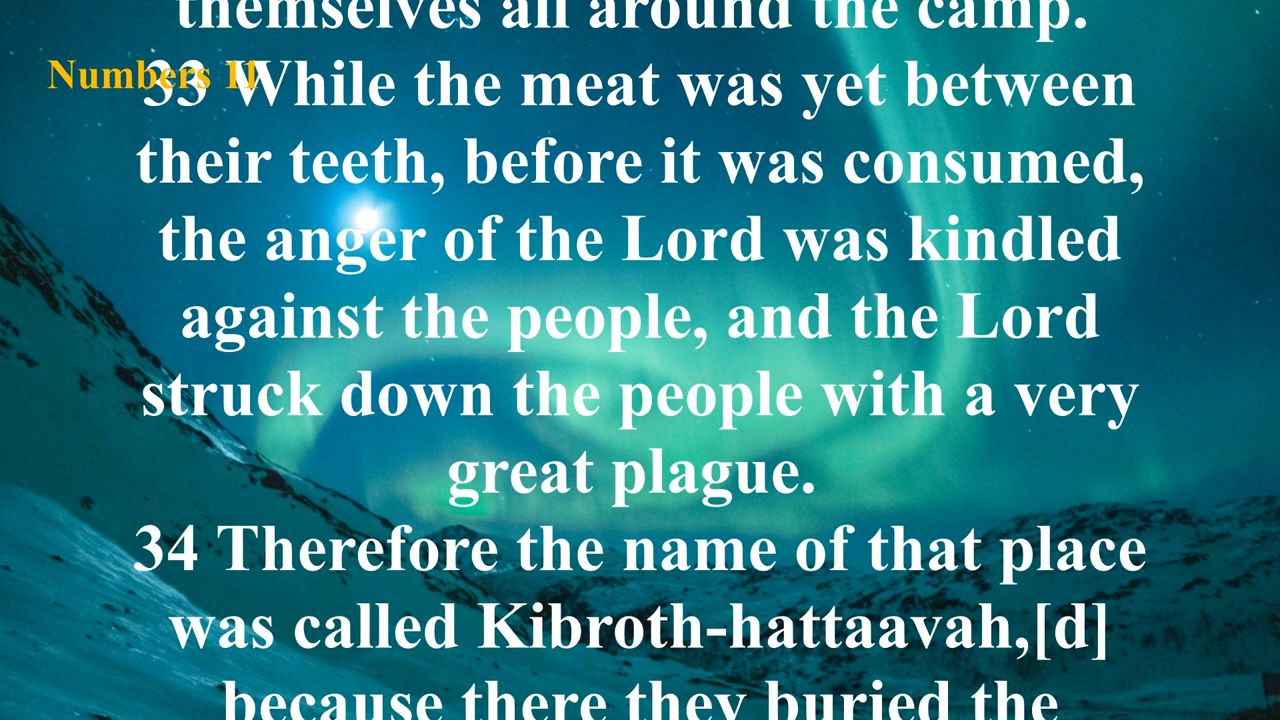 themselves all around the camp.
Numbers 11
33 While the meat was yet between
their teeth, before it was consumed,
the anger of the Lord was kindled
against the people, and the Lord
struck down the people with a very
great plague.
34 Therefore the name of that place
was called Kibroth-hattaavah,[d]
because there they buried the